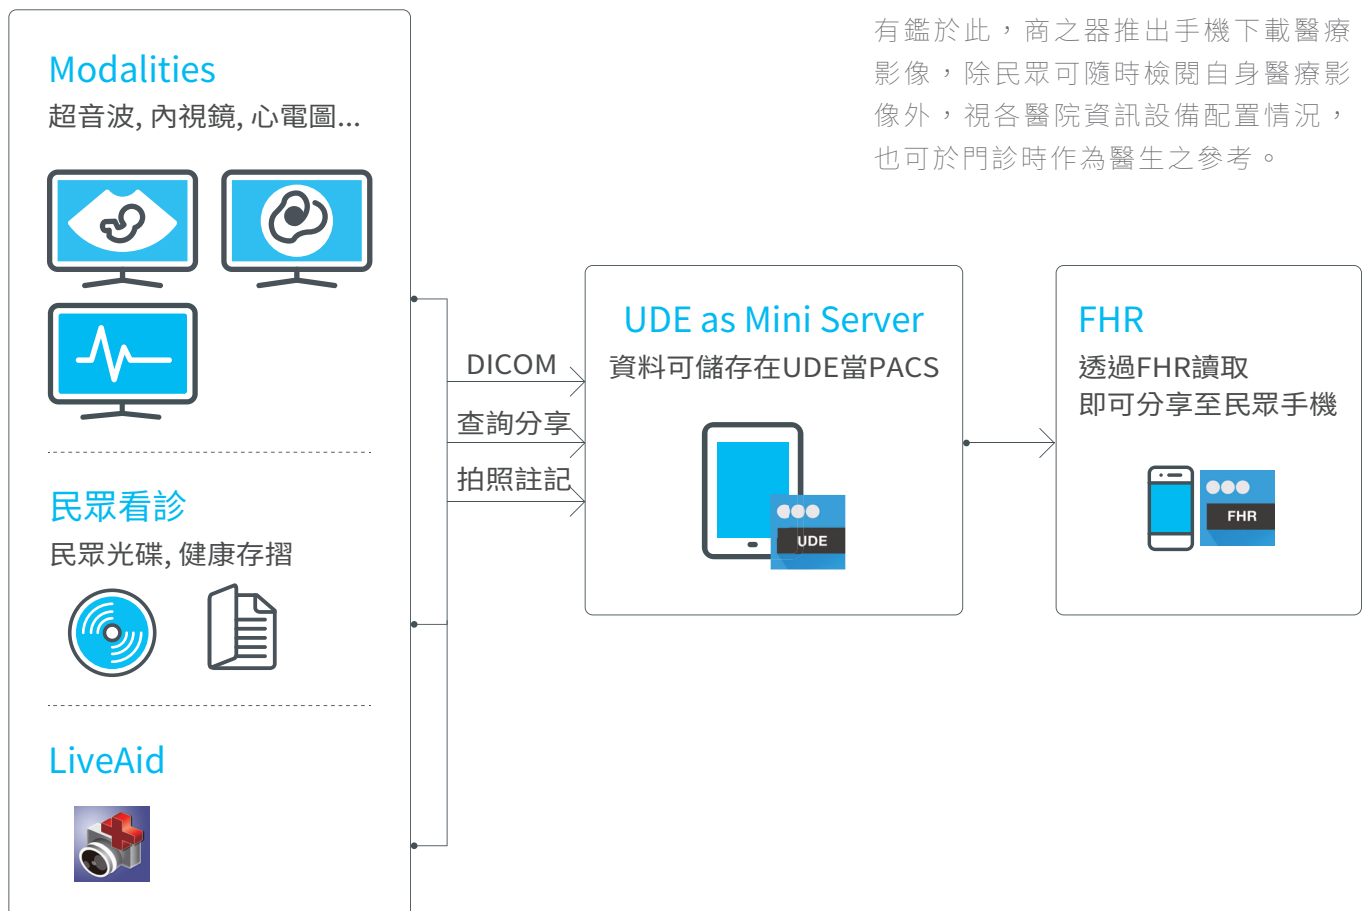 有鑑於此，商之器推出手機下載醫療
影像，除民眾可隨時檢閱自身醫療影
像外，視各醫院資訊設備配置情況，
也可於門診時作為醫生之參考。
Modalities
超音波, 內視鏡, 心電圖...
民眾看診
民眾光碟, 健康存摺
LiveAid
DICOM
查詢分享
拍照註記
UDE as Mini Server
資料可儲存在UDE當PACS
UDE
FHR
透過FHR讀取
即可分享至民眾手機
FHR